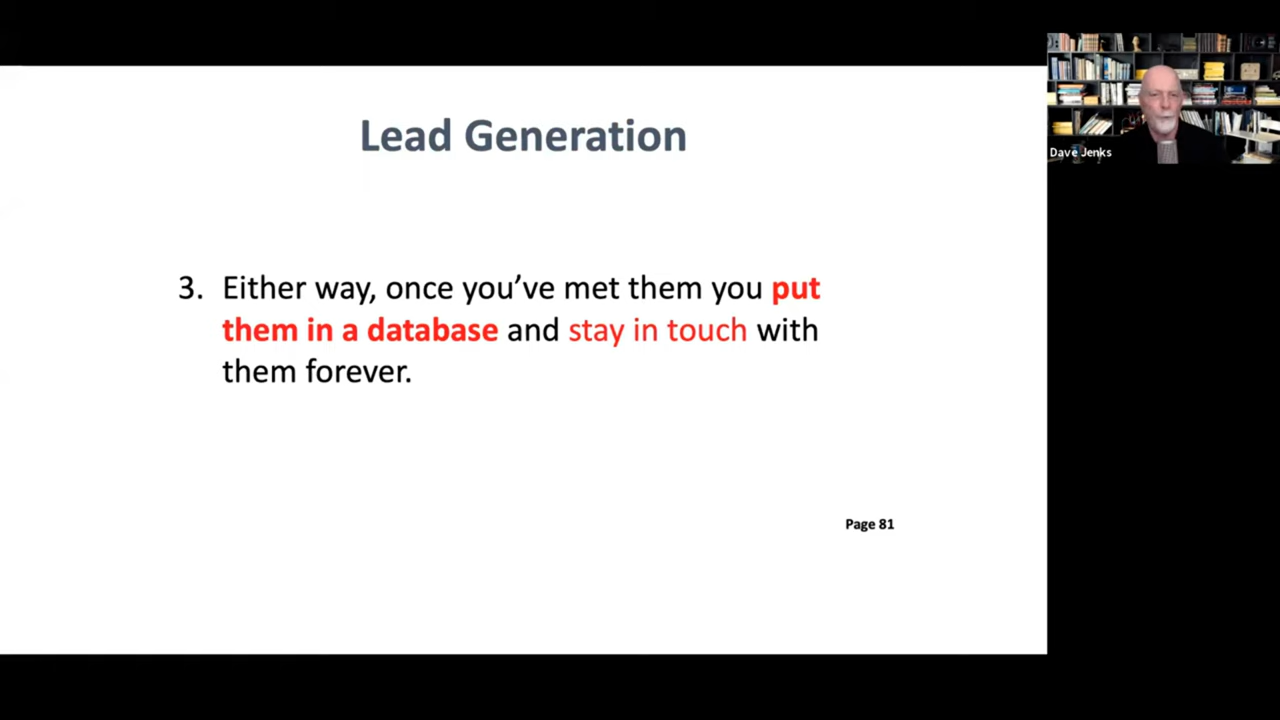 Lead Generation
3. Either way, once you’ve met them you put
them in a database and stay in touch with
them forever.
Page 81
Dave Jenks